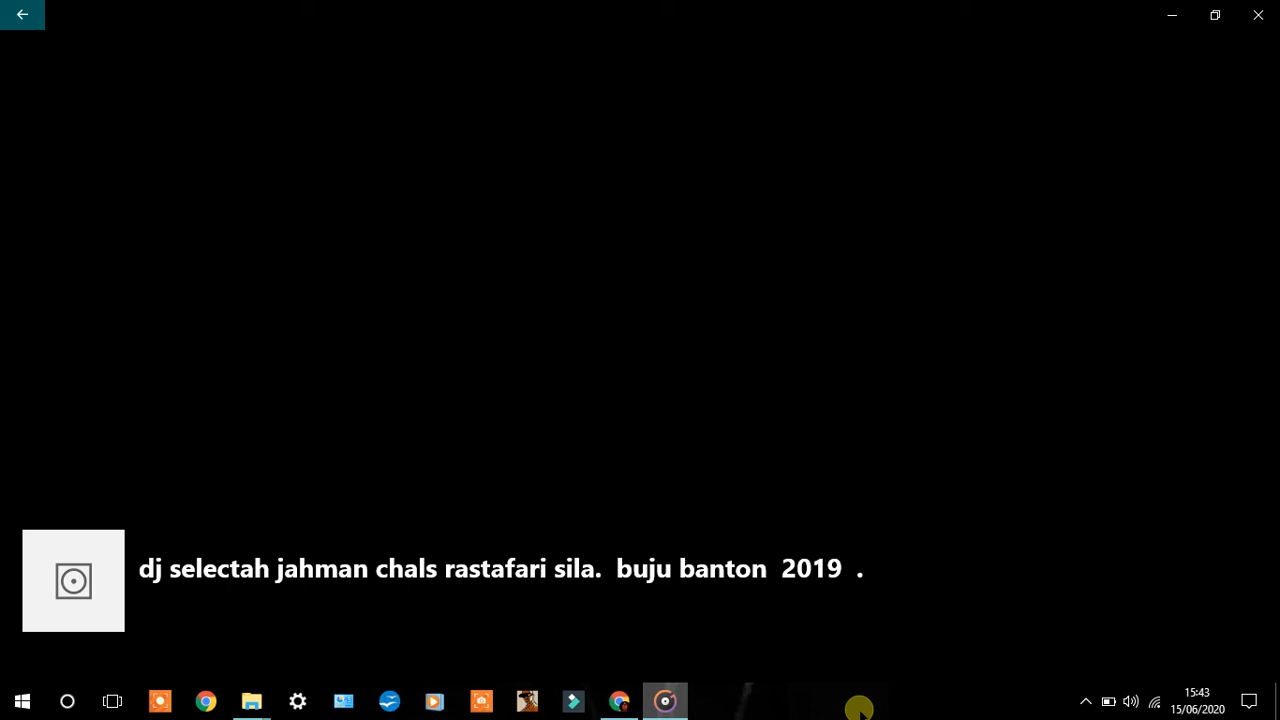 dj selectah jahman chals rastafari sila.  buju banton  2019  .
15:43
15/06/2020